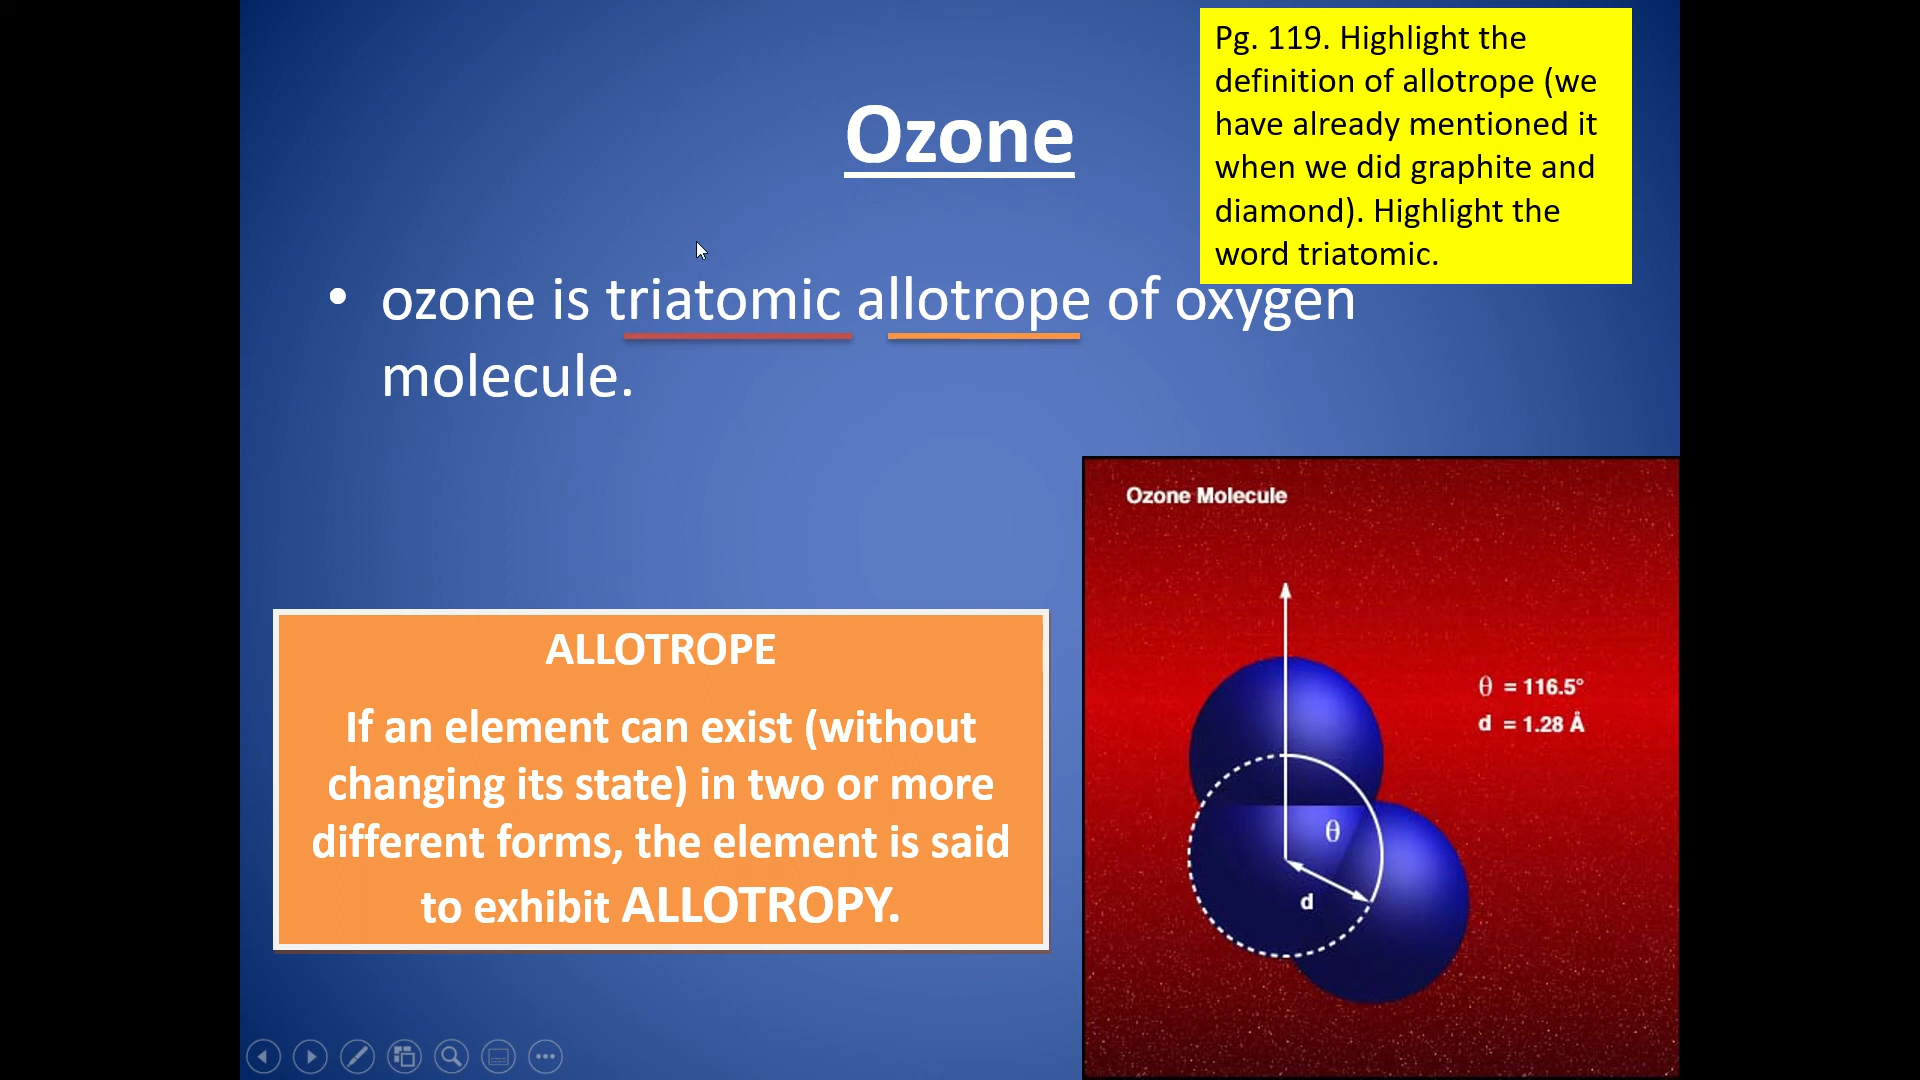 Pg. 119. Highlight the
definition of allotrope (we
have already mentioned it
when we did graphite and
diamond). Highlight the
word triatomic.
Ozone
• ozone is triatomic allotrope of oxygen
molecule.
ALLOTROPE
If an element can exist (without
changing its state) in two or more
different forms, the element is said
to exhibit ALLOTROPY.
Ozone Molecule
θ = 116.5°
d = 1.28 Å
θ
d